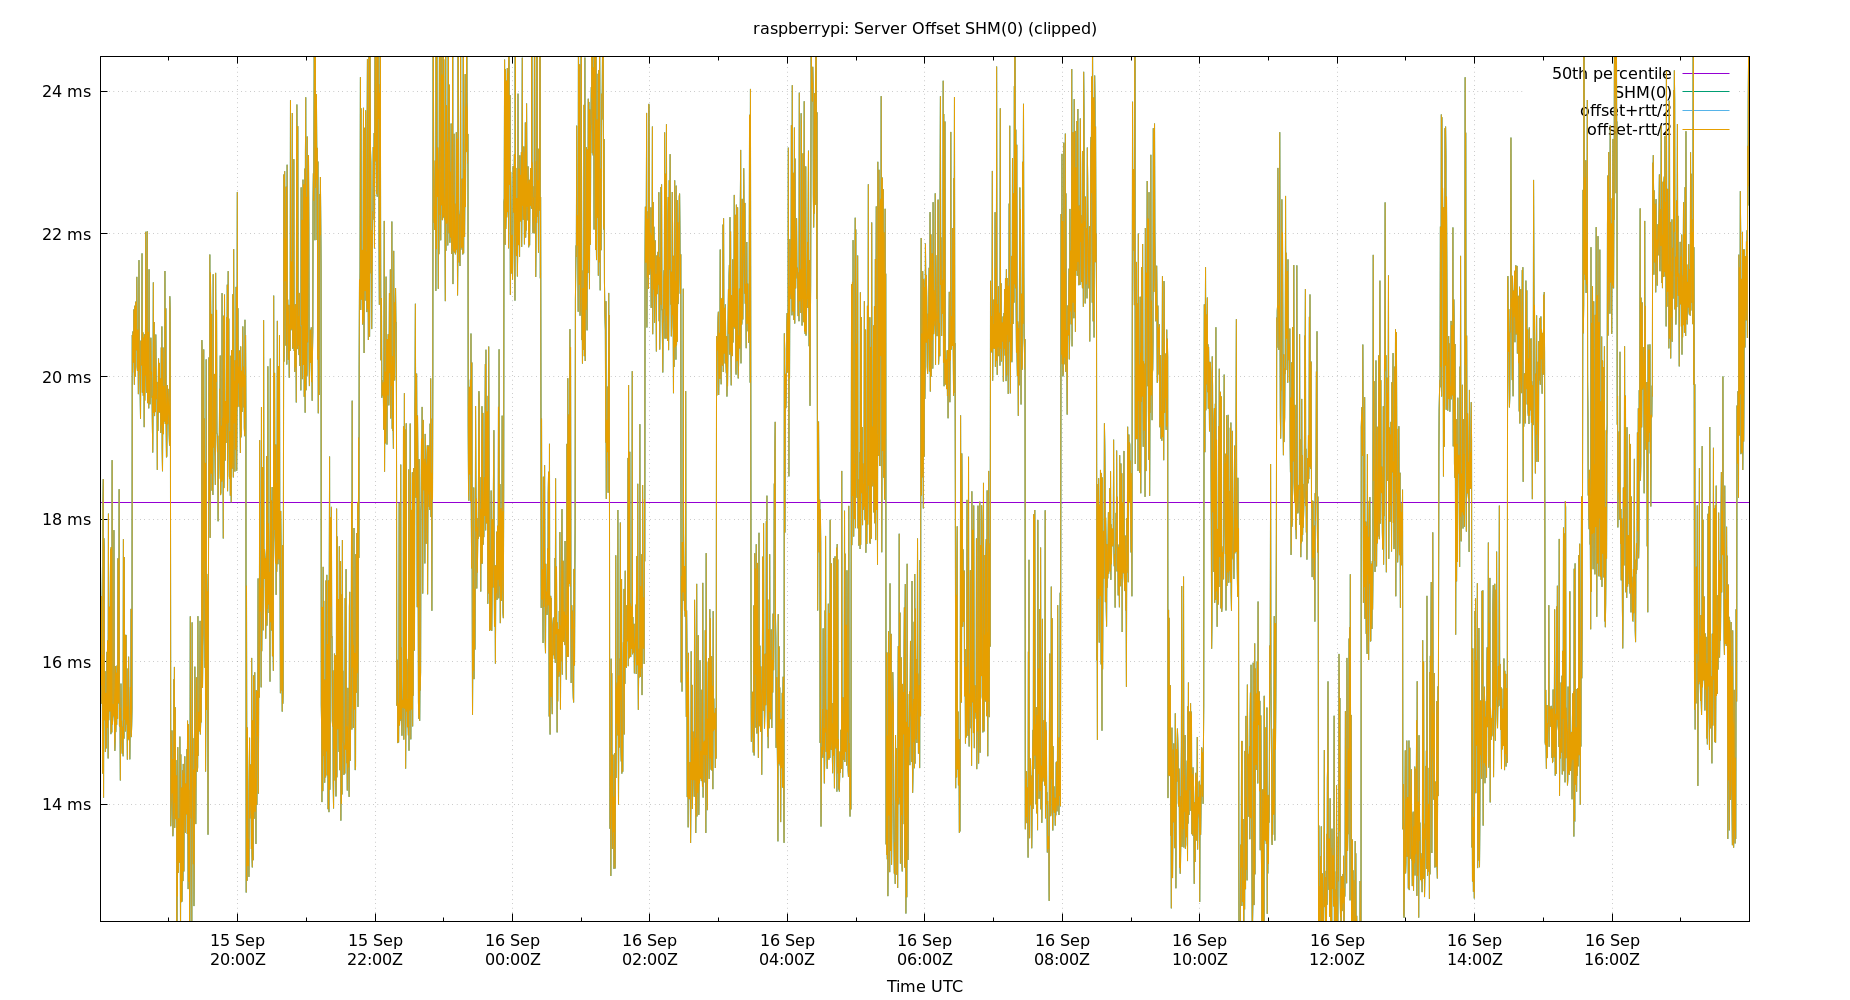 raspberrypi: Server Offset SHM(0) (clipped)
50th percentile
SHM(0)
offset+rtt/2
offset-rtt/2
24 ms
22 ms
20 ms
18 ms
16 ms
14 ms
15 Sep 15 Sep 16 Sep 16 Sep 16 Sep 16 Sep 16 Sep 16 Sep 16 Sep 16 Sep 16 Sep
20:00Z 22:00Z 00:00Z 02:00Z 04:00Z 06:00Z 08:00Z 10:00Z 12:00Z 14:00Z 16:00Z
Time UTC